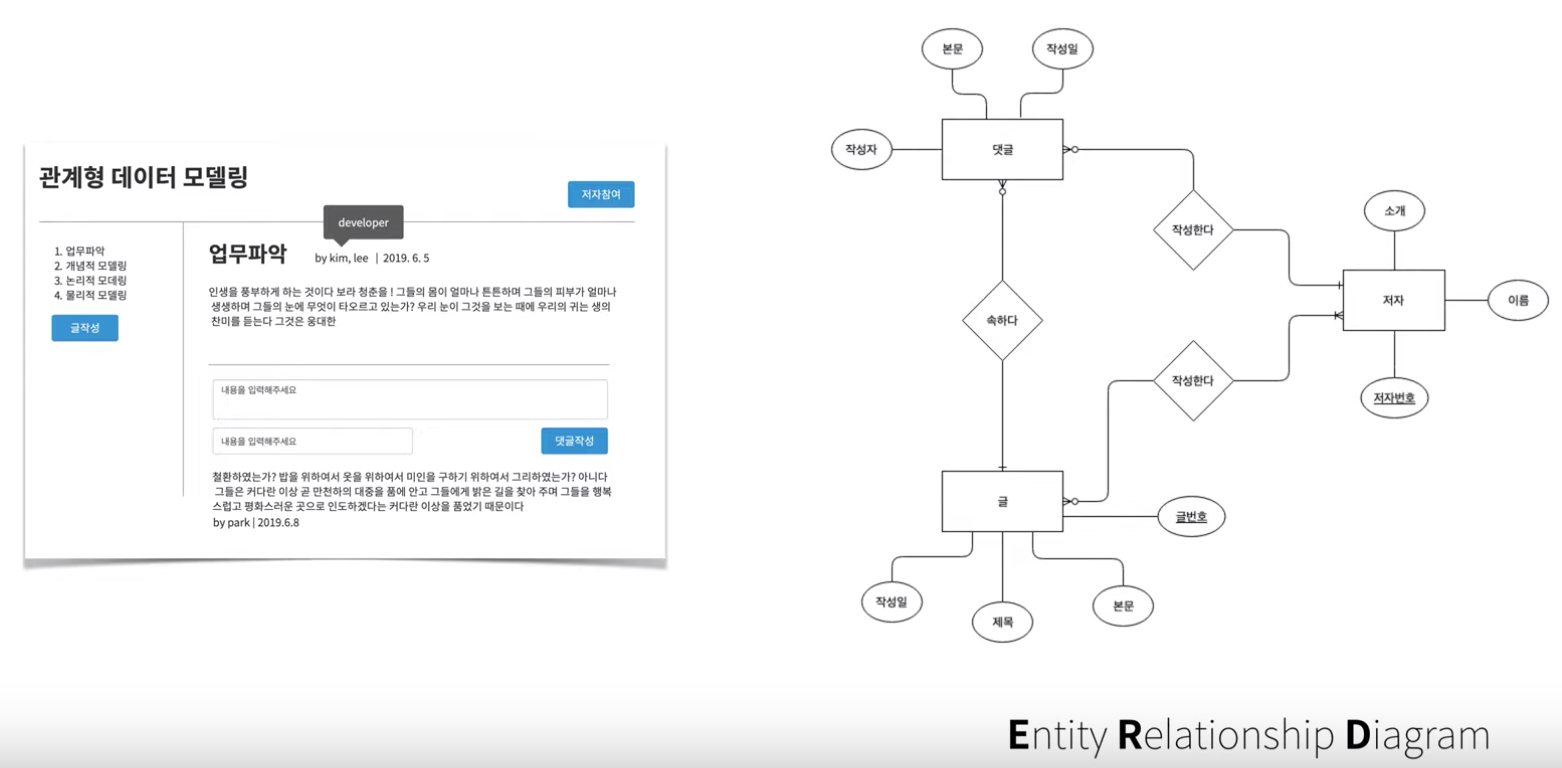 관계형 데이터 모델링
저자참여
developer
1. 업무파악
2. 개념적 모델링
3. 논리적 모데링
4. 물리적 모델링
글작성
업무파악
by kim, lee | 2019. 6. 5
인생을 풍부하게 하는 것이다 보라 청춘을 ! 그들의 몸이 얼마나 튼튼하며 그들의 피부가 얼마나
생생하며 그들의 눈에 무엇이 타오르고 있는가? 우리 눈이 그것을 보는 때에 우리의 귀는 생의
찬미를 듣는다 그것은 웅대한
내용을 입력해주세요
내용을 입력해주세요
댓글작성
철환하였는가? 밥을 위하여서 옷을 위하여서 미인을 구하기 위하여서 그리하였는가? 아니다
그들은 커다란 이상 곧 만천하의 대중을 품에 안고 그들에게 밝은 길을 찾아 주며 그들을 행복
스럽고 평화스러운 곳으로 인도하겠다는 커다란 이상을 품었기 때문이다
by park | 2019.6.8
본문
작성일
작성자
댓글
작성한다
소개
저자
이름
속하다
작성한다
저자번호
글
글번호
작성일
제목
본문
Entity Relationship Diagram